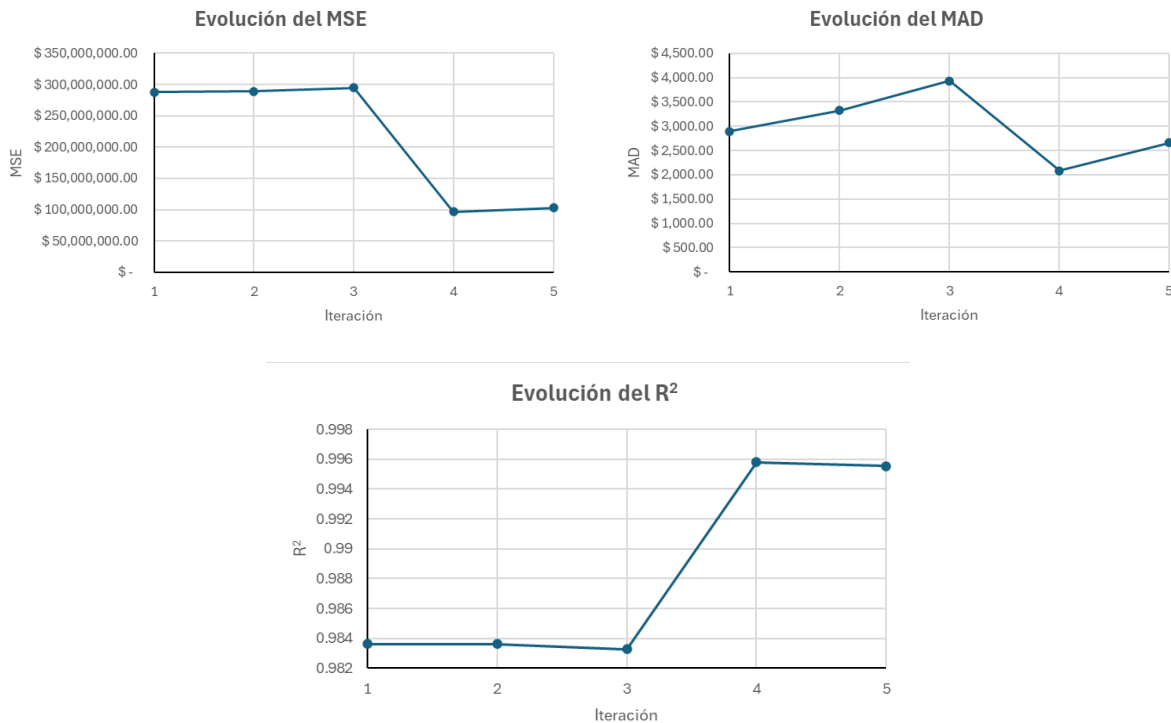 Evolución del MSE
$ 350,000,000.00
$ 300,000,000.00
$ 250,000,000.00
$ 200,000,000.00
$ 150,000,000.00
$ 100,000,000.00
$ 50,000,000.00
$ -
MSE
1 2 3 4 5
Iteración
Evolución del MAD
$ 4,500.00
$ 4,000.00
$ 3,500.00
$ 3,000.00
$ 2,500.00
$ 2,000.00
$ 1,500.00
$ 1,000.00
$ 500.00
$ -
MAD
1 2 3 4 5
Iteración
Evolución del R²
0.998
0.996
0.994
0.992
0.99
0.988
0.986
0.984
0.982
R²
1 2 3 4 5
Iteración